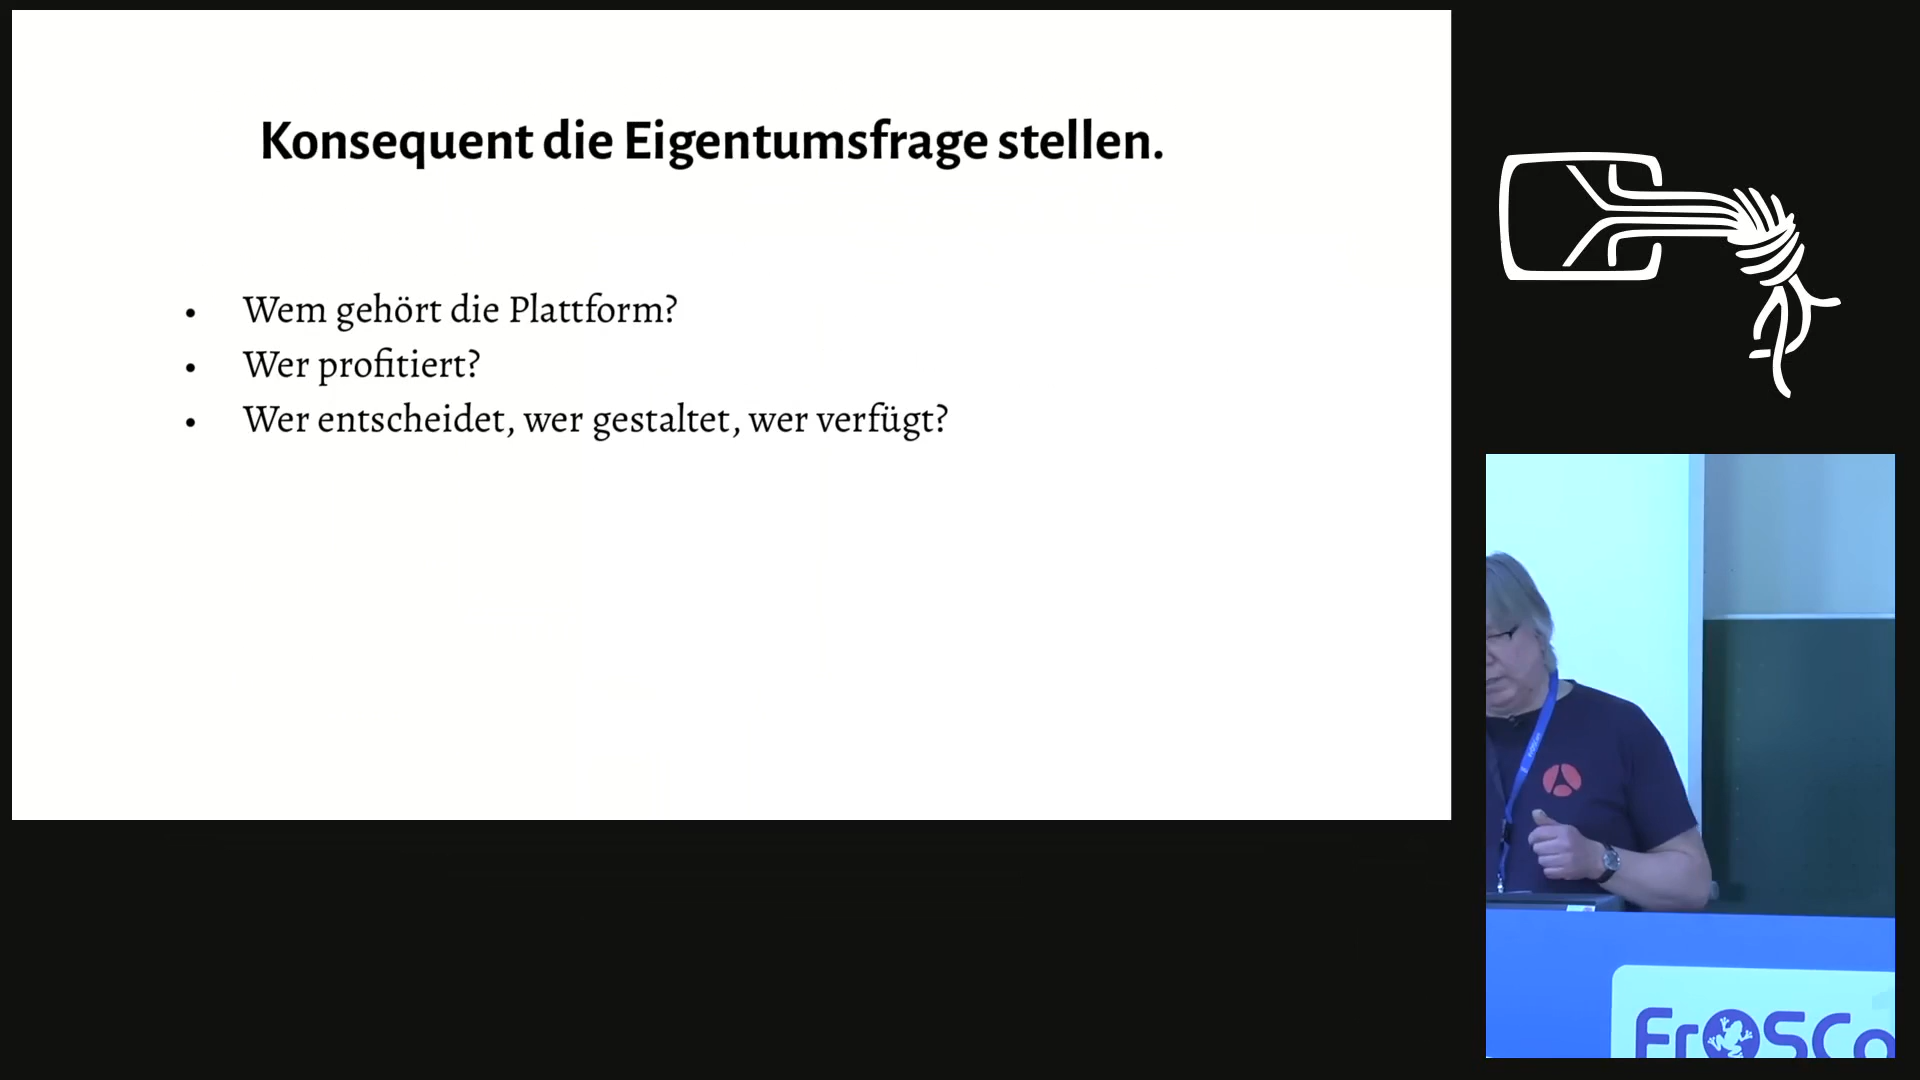 Konsequent die Eigentumsfrage stellen.
• Wem gehört die Plattform?
• Wer profitiert?
• Wer entscheidet, wer gestaltet, wer verfügt?
FrOSCo